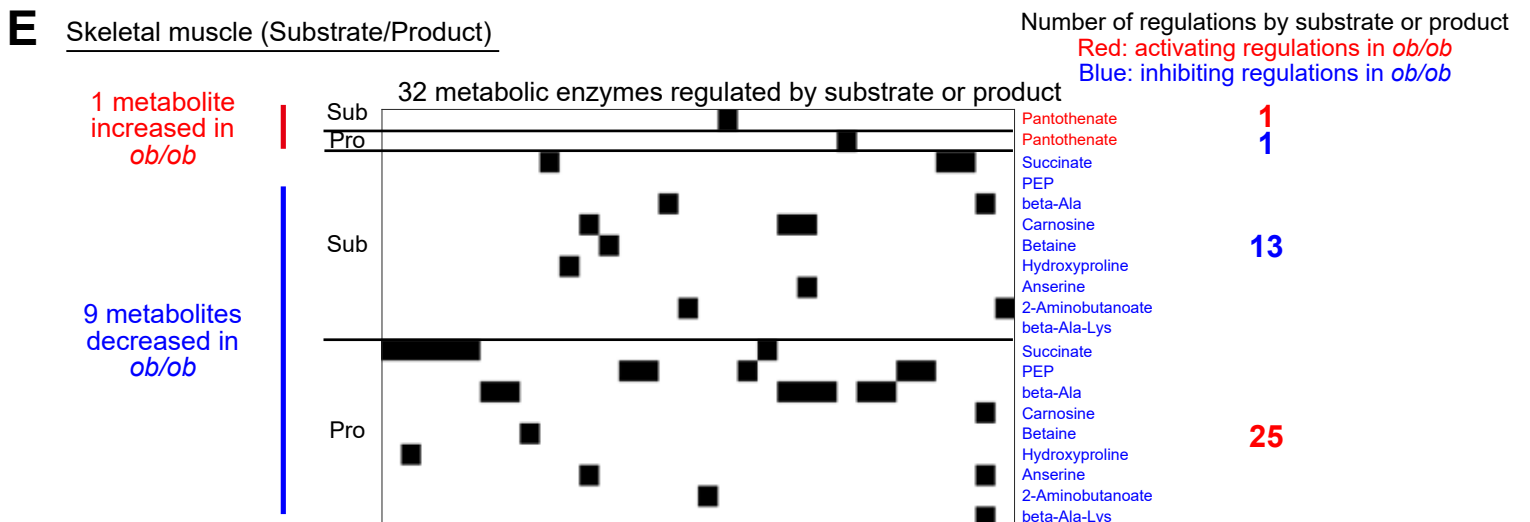 E
Skeletal muscle (Substrate/Product)
Number of regulations by substrate or product
Red: activating regulations in ob/ob
Blue: inhibiting regulations in ob/ob
1 metabolite
increased in
ob/ob
32 metabolic enzymes regulated by substrate or product
Sub
Pantothenate
1
Pro
Pantothenate
1
9 metabolites
decreased in
ob/ob
Sub
Succinate
PEP
beta-Ala
Carnosine
Betaine
Hydroxyproline
Anserine
2-Aminobutanoate
beta-Ala-Lys
13
Pro
Succinate
PEP
beta-Ala
Carnosine
Betaine
Hydroxyproline
Anserine
2-Aminobutanoate
beta-Ala-Lys
25